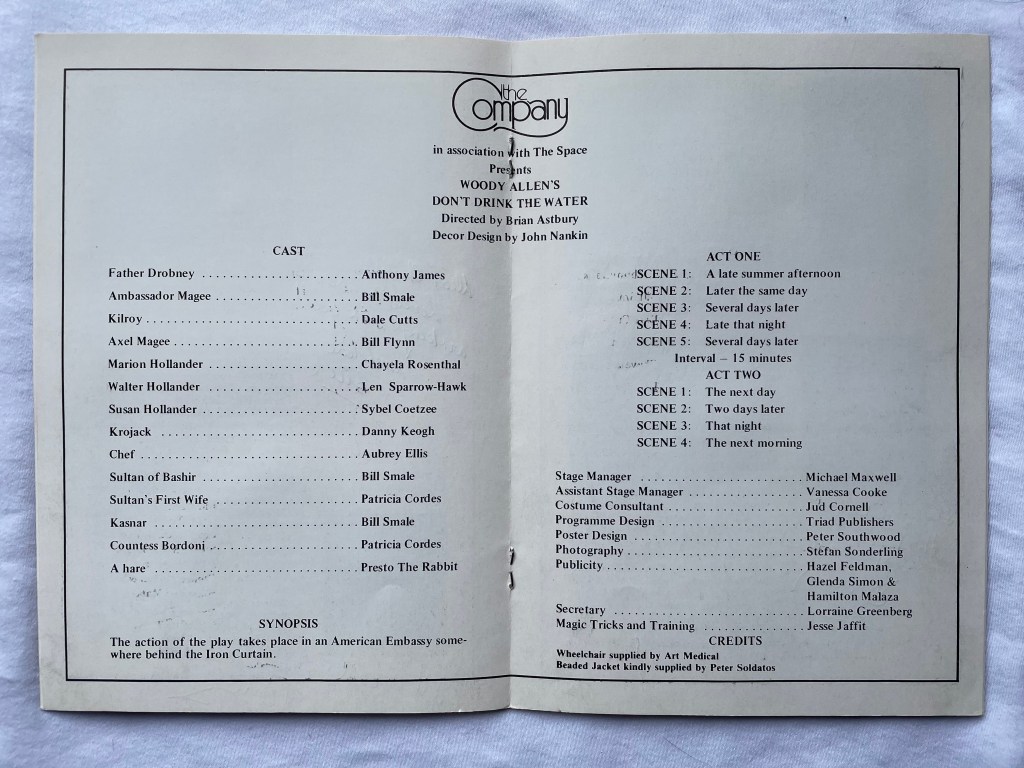 the
Company
in association with The Space
Presents
WOODY ALLEN'S
DON'T DRINK THE WATER
Directed by Brian Astbury
Decor Design by John Nankin
CAST
Father Drobney ...................... Anthony James
Ambassador Magee ..................... Bill Smale
Kilroy ............................... Dale Cutts
Axel Magee ........................... Bill Flynn
Marion Hollander ..................... Chayela Rosenthal
Walter Hollander ..................... Len Sparrow-Hawk
Susan Hollander ...................... Sybel Coetzee
Krojack .............................. Danny Keogh
Chef ................................. Aubrey Ellis
Sultan of Bashir ..................... Bill Smale
Sultan's First Wife .................. Patricia Cordes
Kasnar ............................... Bill Smale
Countess Bordoni ..................... Patricia Cordes
A hare ............................... Presto The Rabbit
SYNOPSIS
The action of the play takes place in an American Embassy some-
where behind the Iron Curtain.
ACT ONE
SCENE 1: A late summer afternoon
SCENE 2: Later the same day
SCENE 3: Several days later
SCENE 4: Late that night
SCENE 5: Several days later
Interval – 15 minutes
ACT TWO
SCENE 1: The next day
SCENE 2: Two days later
SCENE 3: That night
SCENE 4: The next morning
Stage Manager ........................ Michael Maxwell
Assistant Stage Manager .............. Vanessa Cooke
Costume Consultant ................... Jud Cornell
Programme Design ..................... Triad Publishers
Poster Design ........................ Peter Southwood
Photography .......................... Stefan Sonderling
Publicity ............................ Hazel Feldman,
Glenda Simon &
Hamilton Malaza
Secretary ............................ Lorraine Greenberg
Magic Tricks and Training ............ Jesse Jaffit
CREDITS
Wheelchair supplied by Art Medical
Beaded Jacket kindly supplied by Peter Soldatos